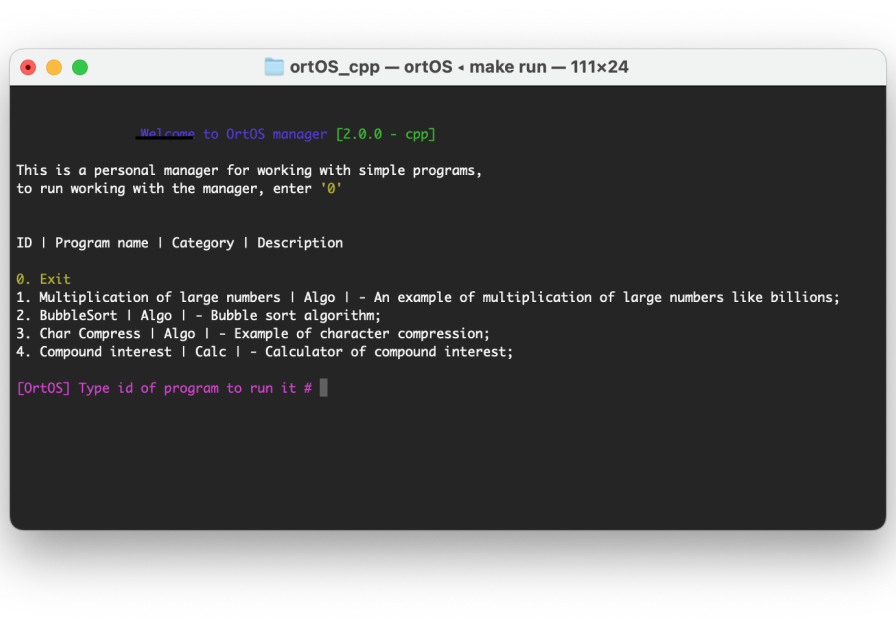 ortOS_cpp — ortOS ◂ make run — 111×24
Welcome to OrtOS manager [2.0.0 - cpp]
This is a personal manager for working with simple programs,
to run working with the manager, enter '0'
ID | Program name | Category | Description
0. Exit
1. Multiplication of large numbers | Algo | - An example of multiplication of large numbers like billions;
2. BubbleSort | Algo | - Bubble sort algorithm;
3. Char Compress | Algo | - Example of character compression;
4. Compound interest | Calc | - Calculator of compound interest;
[OrtOS] Type id of program to run it #